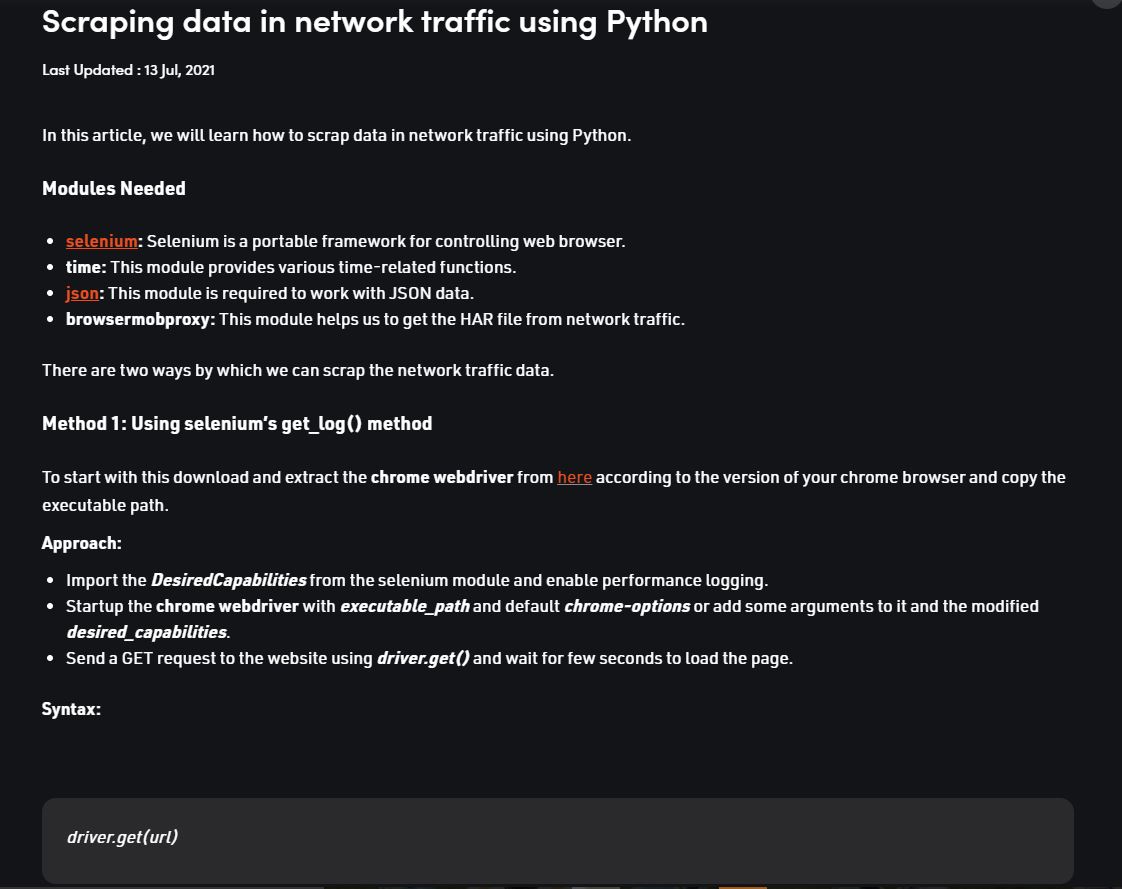 Scraping data in network traffic using Python
Last Updated : 13 Jul, 2021
In this article, we will learn how to scrap data in network traffic using Python.
Modules Needed
• selenium: Selenium is a portable framework for controlling web browser.
• time: This module provides various time-related functions.
• json: This module is required to work with JSON data.
• browsermobproxy: This module helps us to get the HAR file from network traffic.
There are two ways by which we can scrap the network traffic data.
Method 1: Using selenium’s get_log() method
To start with this download and extract the chrome webdriver from here according to the version of your chrome browser and copy the
executable path.
Approach:
• Import the DesiredCapabilities from the selenium module and enable performance logging.
• Startup the chrome webdriver with executable_path and default chrome-options or add some arguments to it and the modified
desired_capabilities.
• Send a GET request to the website using driver.get() and wait for few seconds to load the page.
Syntax:
driver.get(url)